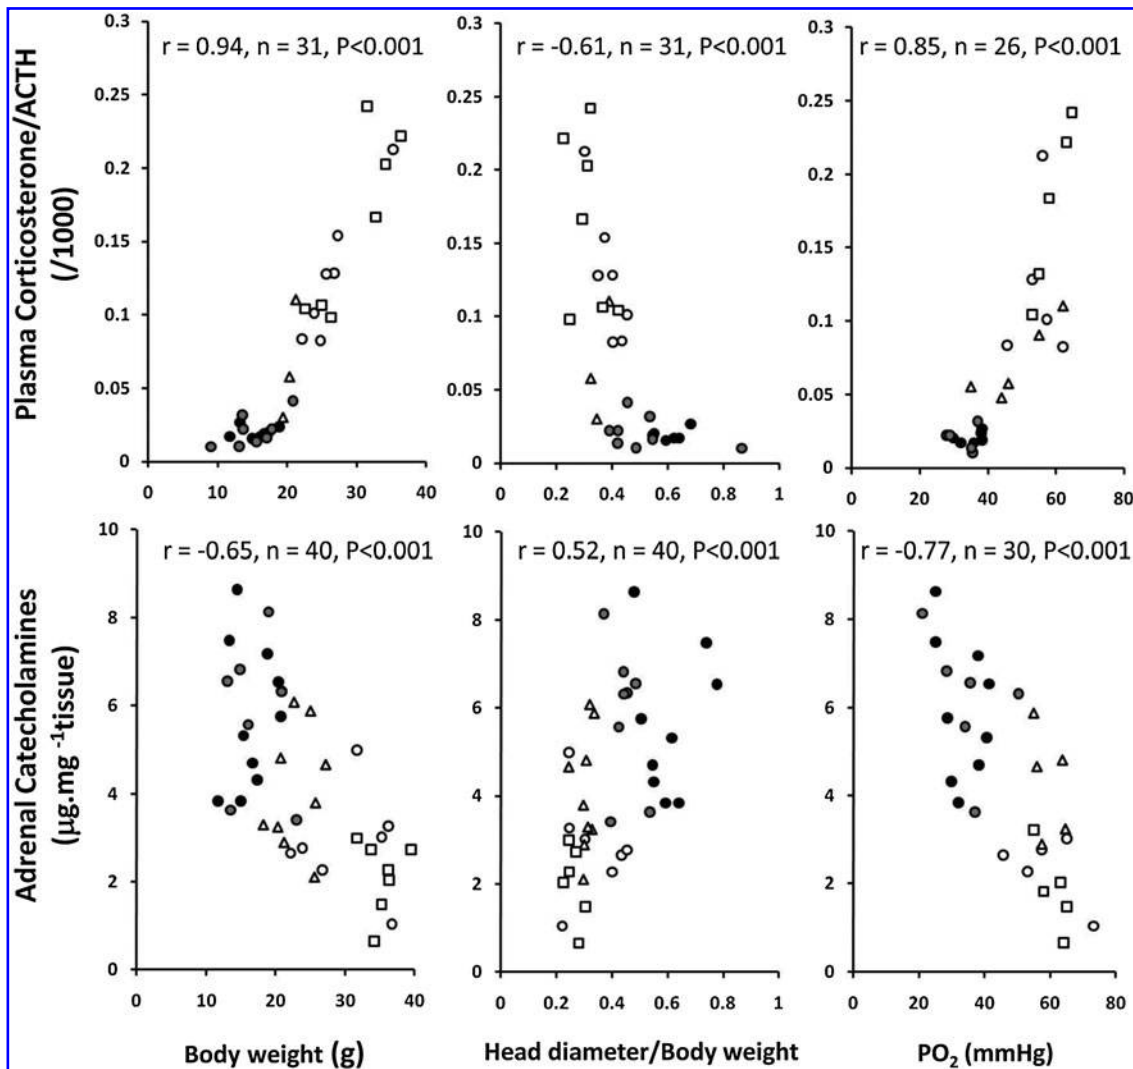 Plasma Corticosterone/ACTH
(/1000)
r = 0.94, n = 31, P<0.001
0.3
0.25
0.2
0.15
0.1
0.05
0
0 10 20 30 40
r = -0.61, n = 31, P<0.001
0.3
0.25
0.2
0.15
0.1
0.05
0
0 0.2 0.4 0.6 0.8 1
r = 0.85, n = 26, P<0.001
0.3
0.25
0.2
0.15
0.1
0.05
0
0 20 40 60 80
Adrenal Catecholamines
(µg.mg ⁻¹tissue)
r = -0.65, n = 40, P<0.001
10
8
6
4
2
0
0 10 20 30 40
Body weight (g)
r = 0.52, n = 40, P<0.001
10
8
6
4
2
0
0 0.2 0.4 0.6 0.8 1
Head diameter/Body weight
r = -0.77, n = 30, P<0.001
10
8
6
4
2
0
0 20 40 60 80
PO₂ (mmHg)